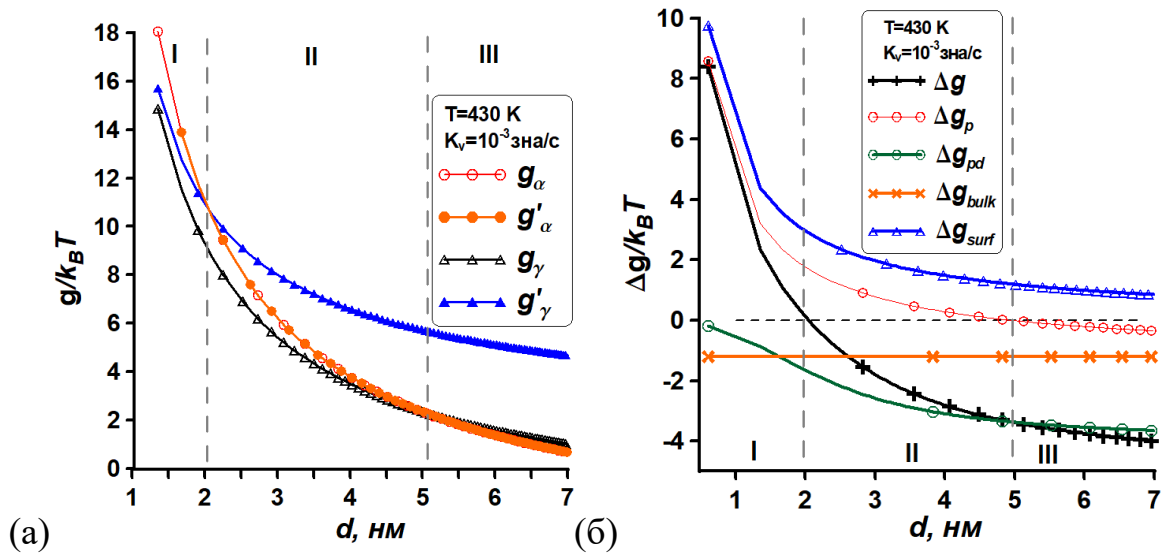 g/k_BT
18
16
14
12
10
8
6
4
2
0
I
II
III
T=430 K
K_v=10^-3 зна/с
g_α
g'_α
g_γ
g'_γ
1 2 3 4 5 6 7
d, нм
(а)
Δg/k_BT
10
8
6
4
2
0
-2
-4
T=430 K
K_v=10^-3 зна/с
Δg
Δg_p
Δg_pd
Δg_bulk
Δg_surf
I
II
III
1 2 3 4 5 6 7
d, нм
(б)